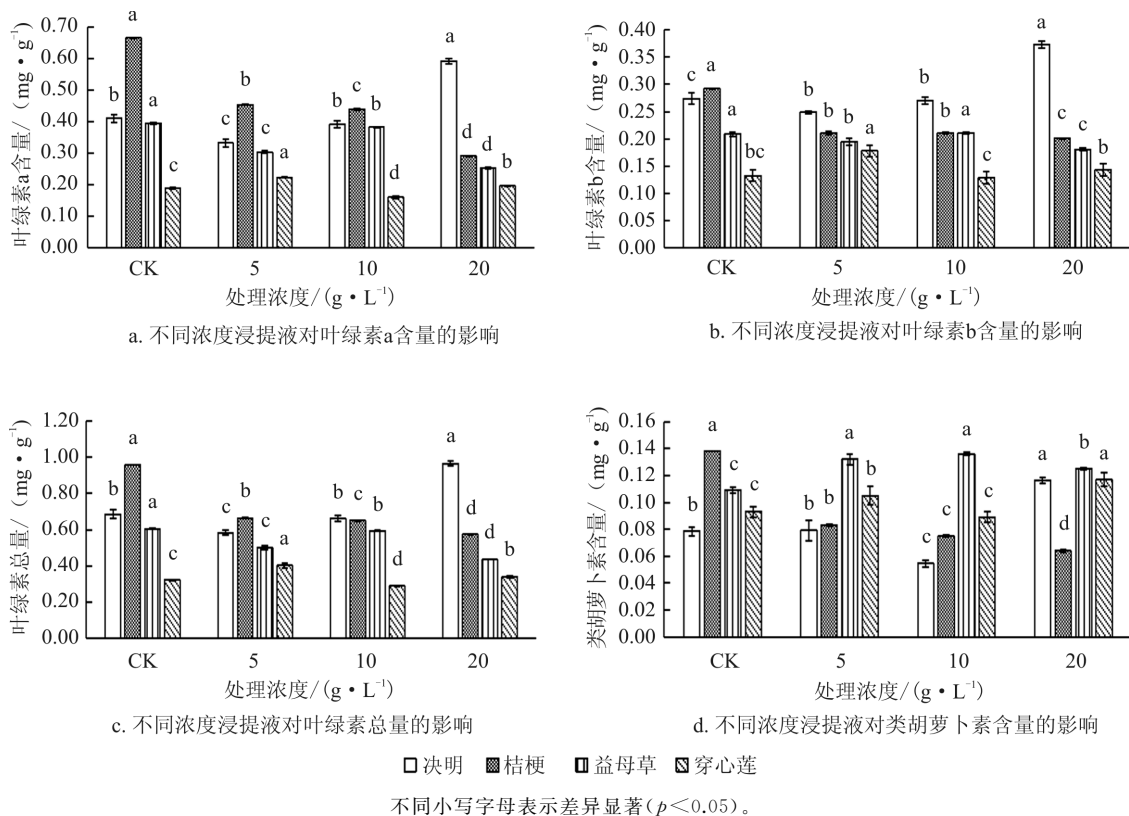 叶绿素a含量/（mg·g⁻¹）
0.70
0.60
0.50
0.40
0.30
0.20
0.10
0.00
b a a c
c b c a
b c b d
a d d b
CK 5 10 20
处理浓度/(g·L⁻¹)
a. 不同浓度浸提液对叶绿素a含量的影响
叶绿素b含量/（mg·g⁻¹）
0.40
0.35
0.30
0.25
0.20
0.15
0.10
0.05
0.00
c a a bc
b b b a
b b a c
a c c b
CK 5 10 20
处理浓度/(g·L⁻¹)
b. 不同浓度浸提液对叶绿素b含量的影响
叶绿素总量/（mg·g⁻¹）
1.20
1.00
0.80
0.60
0.40
0.20
0.00
b a a c
c b c a
b c b d
a d d b
CK 5 10 20
处理浓度/(g·L⁻¹)
c. 不同浓度浸提液对叶绿素总量的影响
类胡萝卜素含量/（mg·g⁻¹）
0.16
0.14
0.12
0.10
0.08
0.06
0.04
0.02
0.00
b a c c
b b a b
c c a c
a d b a
CK 5 10 20
处理浓度/(g·L⁻¹)
d. 不同浓度浸提液对类胡萝卜素含量的影响
决明 桔梗 益母草 穿心莲
不同小写字母表示差异显著(p＜0.05)。